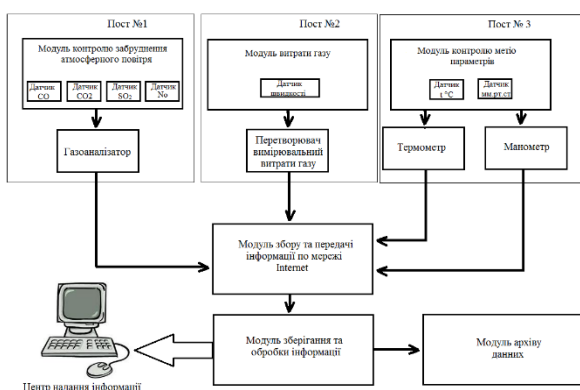 Пост №1
Модуль контролю забруднення
атмосферного повітря
Датчик
CO
Датчик
CO2
Датчик
SO₂
Датчик
No
Газоаналізатор
Пост №2
Модуль витрати газу
Датчик
швидкості
Перетворювач
вимірювальний
витрати газу
Пост № 3
Модуль контролю метіо
параметрів
Датчик
t °C
Датчик
мм.рт.ст
Термометр
Манометр
Модуль збору та передачі
інформації по мережі
Internet
Модуль зберігання та
обробки інформації
Модуль архіву
данних
Центр надання інформації